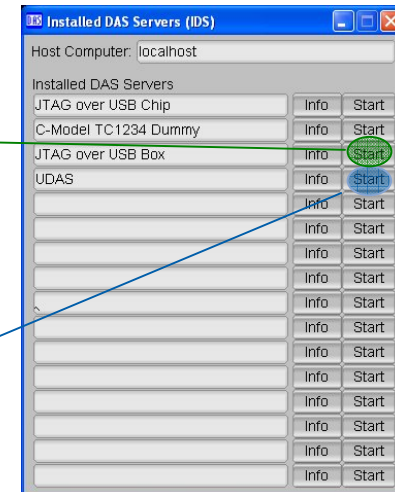 DAS Installed DAS Servers (IDS)
Host Computer: localhost
Installed DAS Servers
JTAG over USB Chip Info Start
C-Model TC1234 Dummy Info Start
JTAG over USB Box Info Start
UDAS Info Start
Info Start
Info Start
Info Start
Info Start
Info Start
Info Start
Info Start
Info Start
Info Start
Info Start
Info Start
Info Start